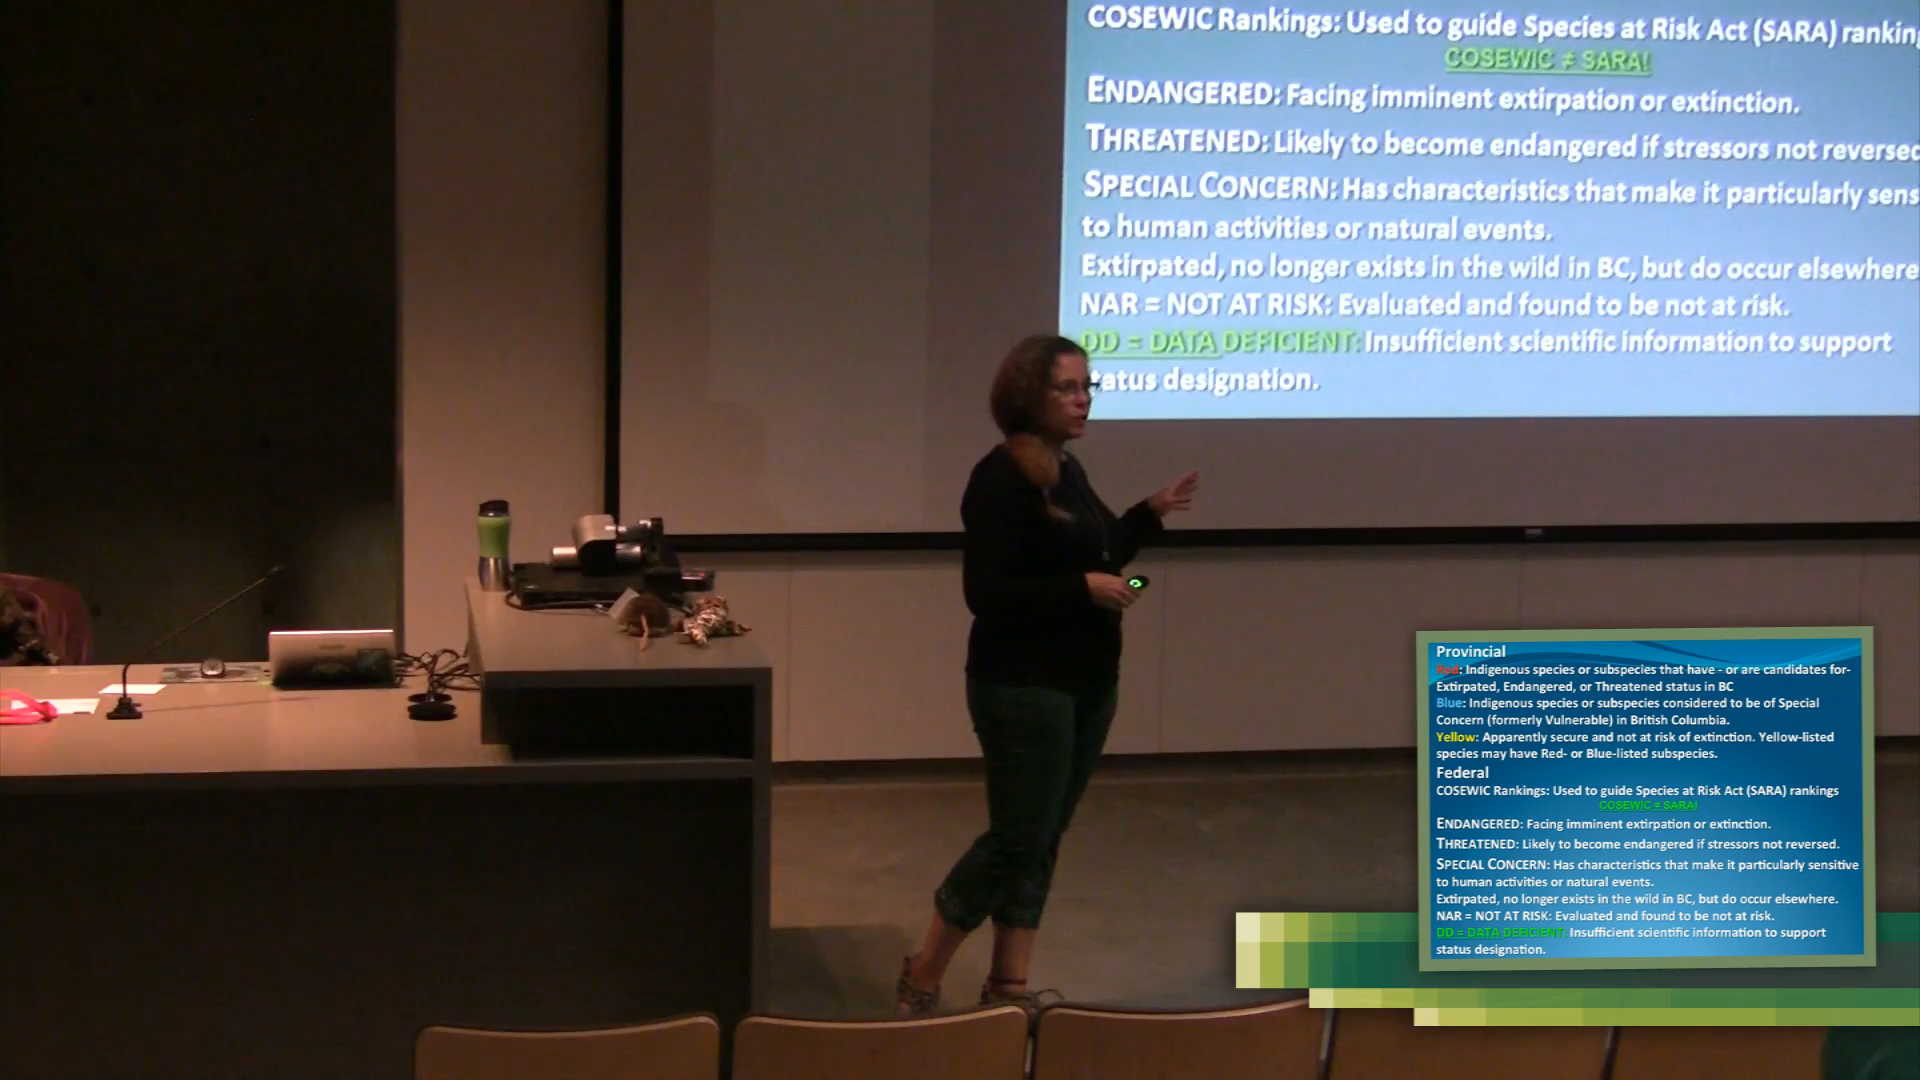 COSEWIC Rankings: Used to guide Species at Risk Act (SARA) ranking
COSEWIC ≠ SARA!
ENDANGERED: Facing imminent extirpation or extinction.
THREATENED: Likely to become endangered if stressors not reversed
SPECIAL CONCERN: Has characteristics that make it particularly sens
to human activities or natural events.
Extirpated, no longer exists in the wild in BC, but do occur elsewhere
NAR = NOT AT RISK: Evaluated and found to be not at risk.
DD = DATA DEFICIENT: Insufficient scientific information to support
tatus designation.
Provincial
Red: Indigenous species or subspecies that have - or are candidates for-
Extirpated, Endangered, or Threatened status in BC
Blue: Indigenous species or subspecies considered to be of Special
Concern (formerly Vulnerable) in British Columbia.
Yellow: Apparently secure and not at risk of extinction. Yellow-listed
species may have Red- or Blue-listed subspecies.
Federal
COSEWIC Rankings: Used to guide Species at Risk Act (SARA) rankings
COSEWIC ≠ SARA!
ENDANGERED: Facing imminent extirpation or extinction.
THREATENED: Likely to become endangered if stressors not reversed.
SPECIAL CONCERN: Has characteristics that make it particularly sensitive
to human activities or natural events.
Extirpated, no longer exists in the wild in BC, but do occur elsewhere.
NAR = NOT AT RISK: Evaluated and found to be not at risk.
DD = DATA DEFICIENT: Insufficient scientific information to support
status designation.